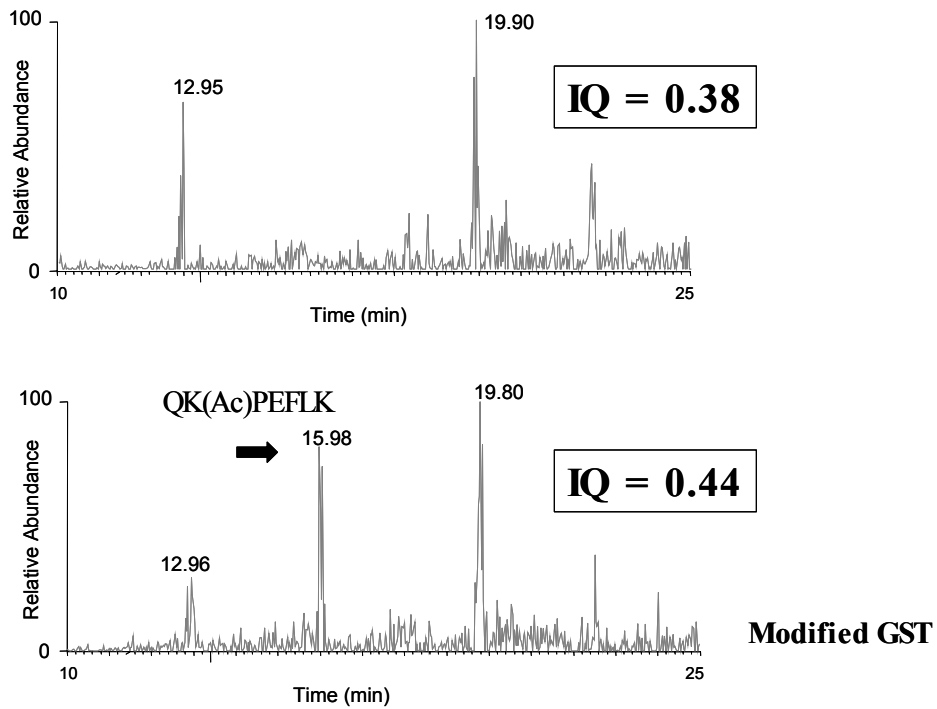 100
19.90
12.95
IQ = 0.38
Relative Abundance
0
10
25
Time (min)
QK(Ac)PEFLK
100
19.80
15.98
IQ = 0.44
Relative Abundance
12.96
Modified GST
0
10
25
Time (min)